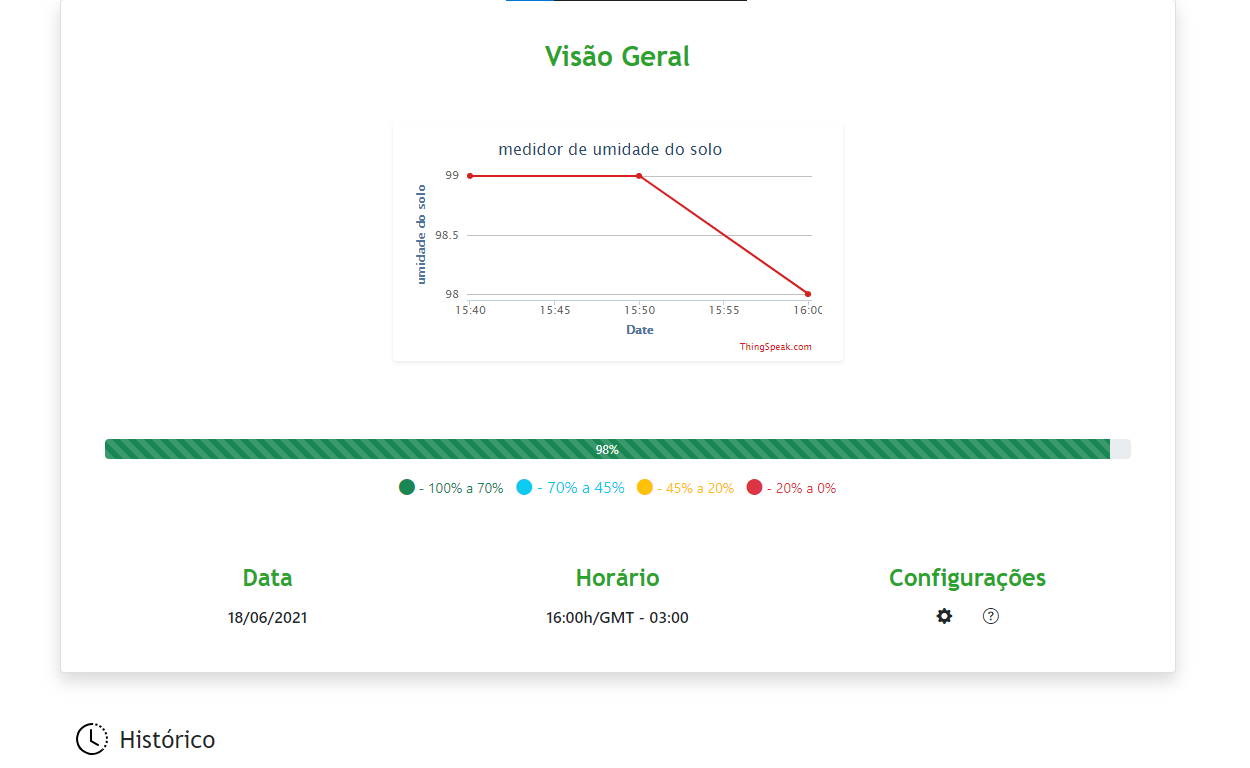 Visão Geral
medidor de umidade do solo
umidade do solo
99
98.5
98
15:40 15:45 15:50 15:55 16:00
Date
ThingSpeak.com
98%
- 100% a 70% - 70% a 45% - 45% a 20% - 20% a 0%
Data Horário Configurações
18/06/2021 16:00h/GMT - 03:00 ?
Histórico